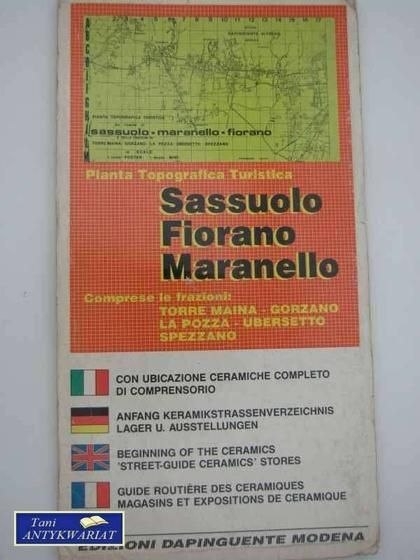 PIANTA TOPOGRAFICA TURISTICA
sassuolo • maranello • fiorano
TORRE MAINA · GORZANO · LA POZZA · UBERSETTO · SPEZZANO
Pianta Topografica Turistica
Sassuolo
Fiorano
Maranello
Comprese le frazioni:
TORRE MAINA - GORZANO
LA POZZA - UBERSETTO
SPEZZANO
CON UBICAZIONE CERAMICHE COMPLETO
DI COMPRENSORIO
ANFANG KERAMIKSTRASSENVERZEICHNIS
LAGER U. AUSSTELLUNGEN
BEGINNING OF THE CERAMICS
'STREET-GUIDE CERAMICS' STORES
GUIDE ROUTIÈRE DES CERAMIQUES
MAGASINS ET EXPOSITIONS DE CERAMIQUE
EDIZIONI DAPINGUENTE MODENA
Tani
ANTYKWARIAT